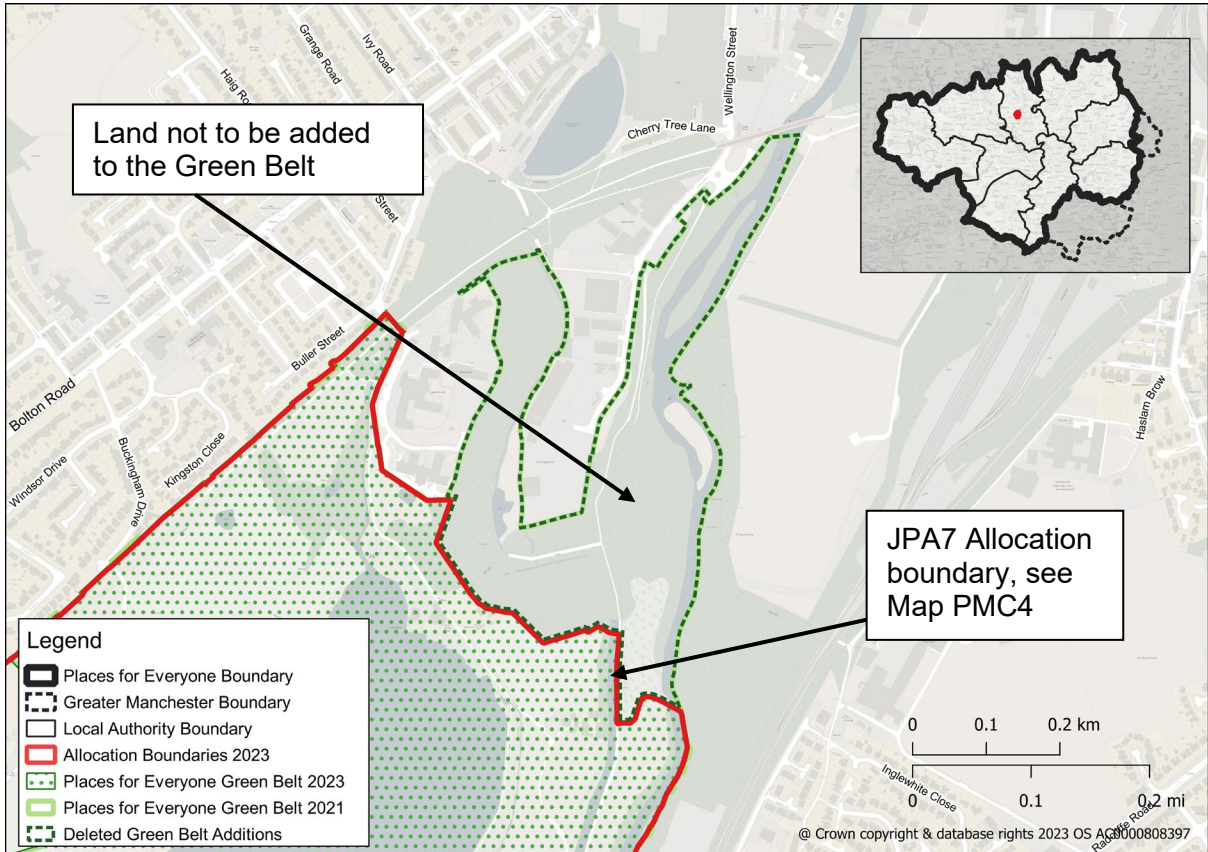 Grange Road
Ivy Road
Haig Ro
Wellington Street
Cherry Tree Lane
Land not to be added
to the Green Belt
Street
Buller Street
Bolton Road
Windsor Drive
Buckingham Drive
Kingston Close
Haslam Brow
JPA7 Allocation
boundary, see
Map PMC4
Legend
Places for Everyone Boundary
Greater Manchester Boundary
Local Authority Boundary
Allocation Boundaries 2023
Places for Everyone Green Belt 2023
Places for Everyone Green Belt 2021
Deleted Green Belt Additions
0 0.1 0.2 km
0 0.1 0.2 mi
Inglewhite Close
Radcliffe Road
@ Crown copyright & database rights 2023 OS AC0000808397